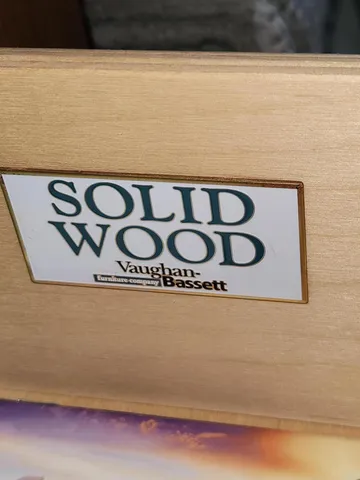 SOLID
WOOD
Vaughan-
furniture company Bassett